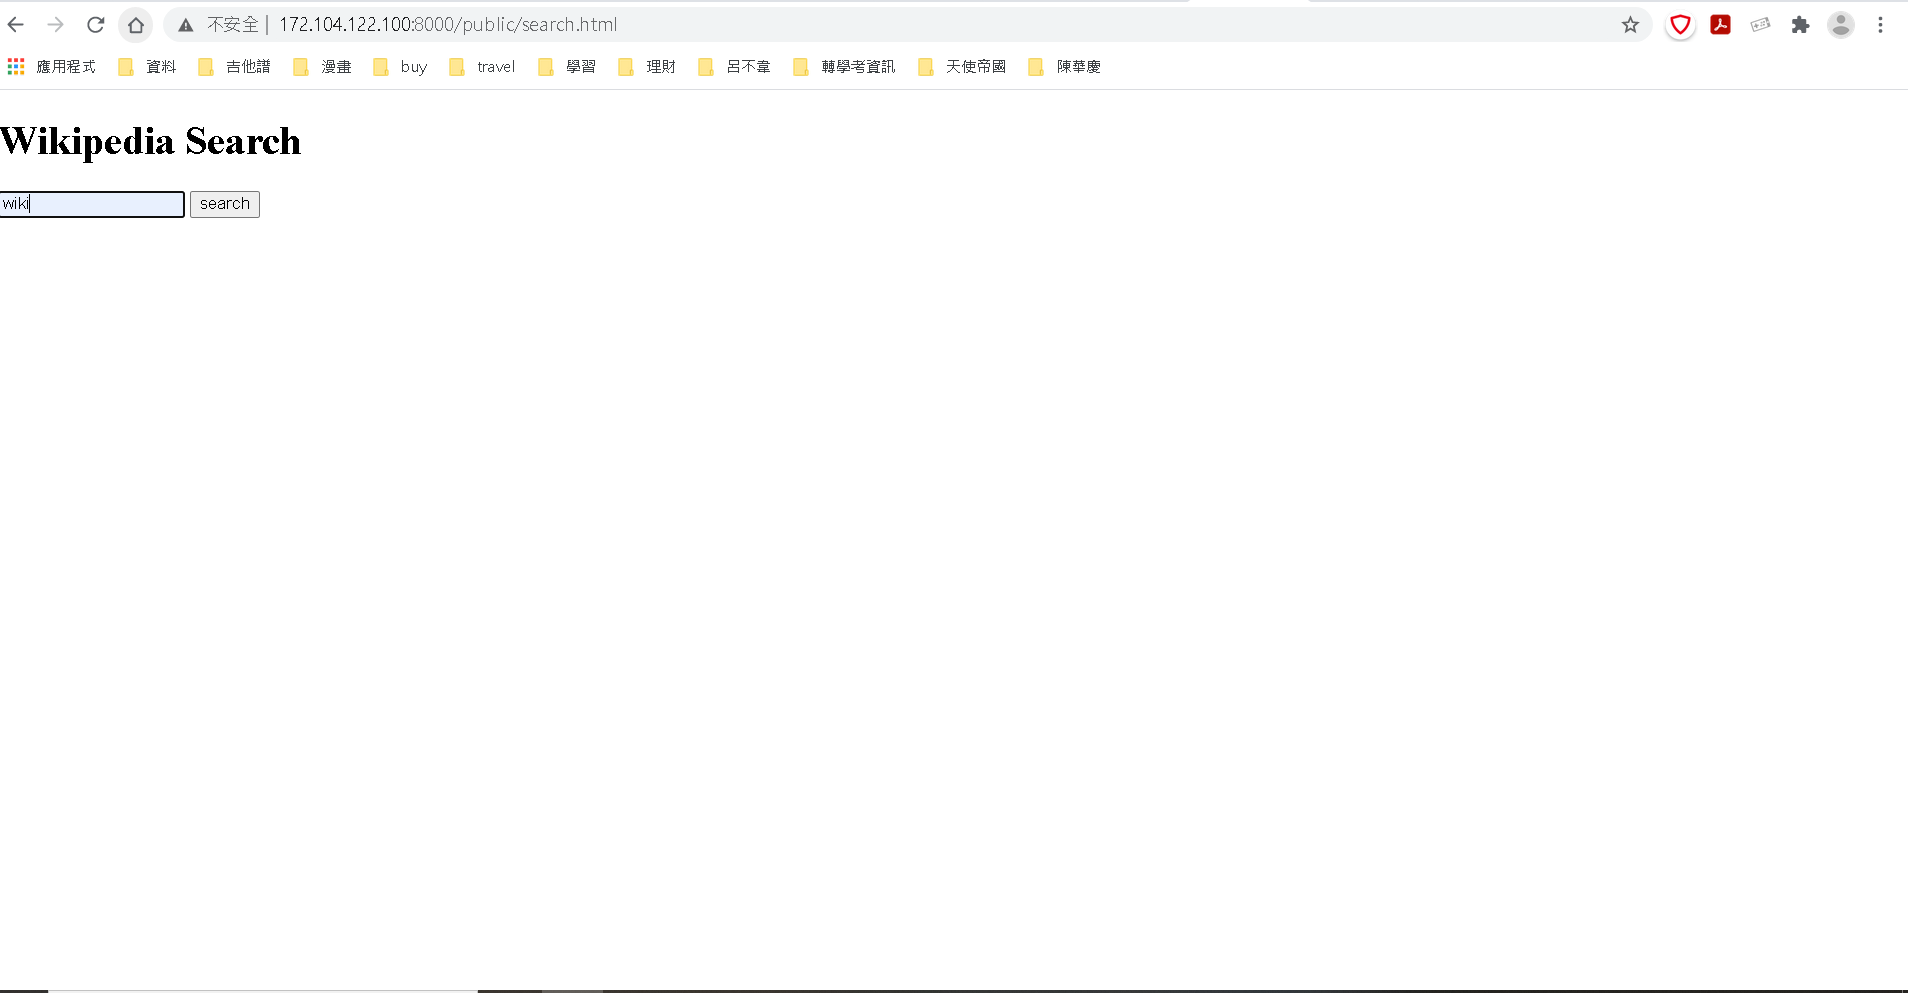 不安全 | 172.104.122.100:8000/public/search.html
應用程式 資料 吉他譜 漫畫 buy travel 學習 理財 呂不韋 轉學考資訊 天使帝國 陳華慶
Wikipedia Search
wiki search